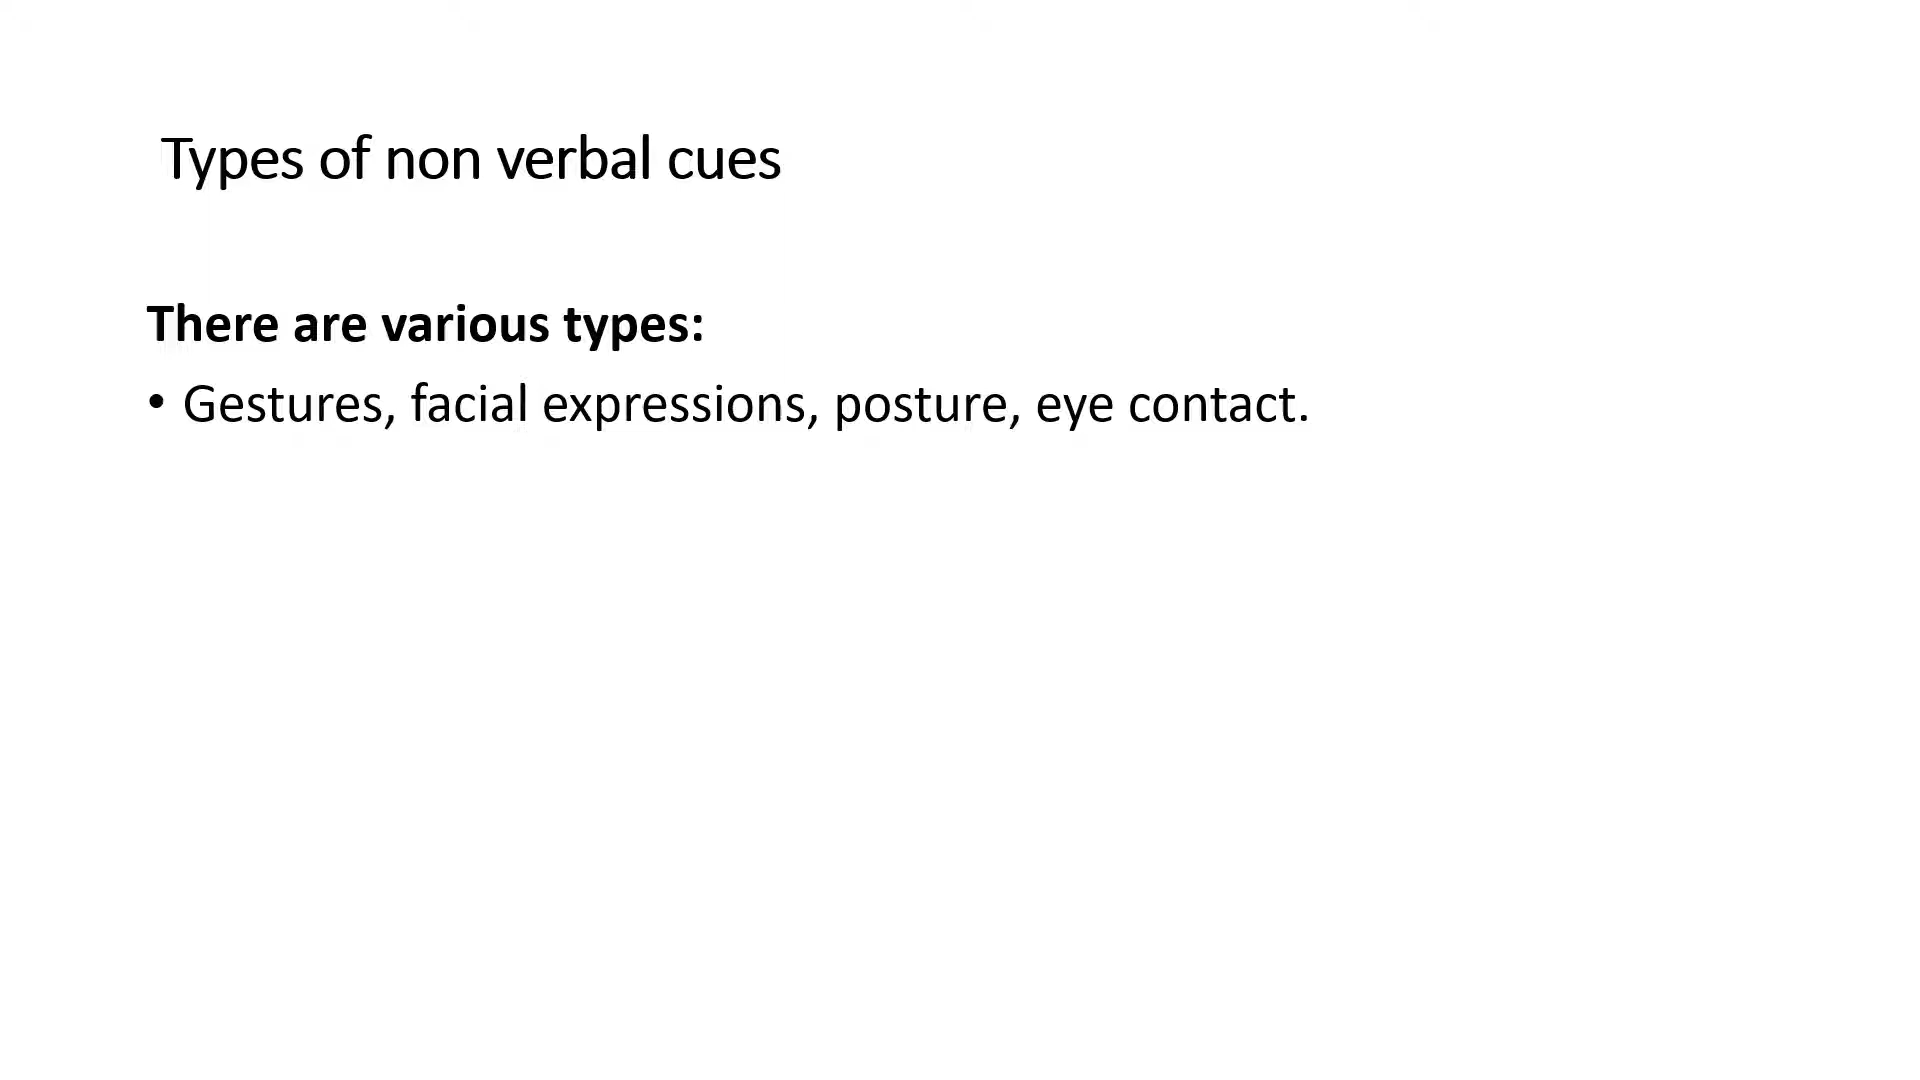 Types of non verbal cues
There are various types:
• Gestures, facial expressions, posture, eye contact.